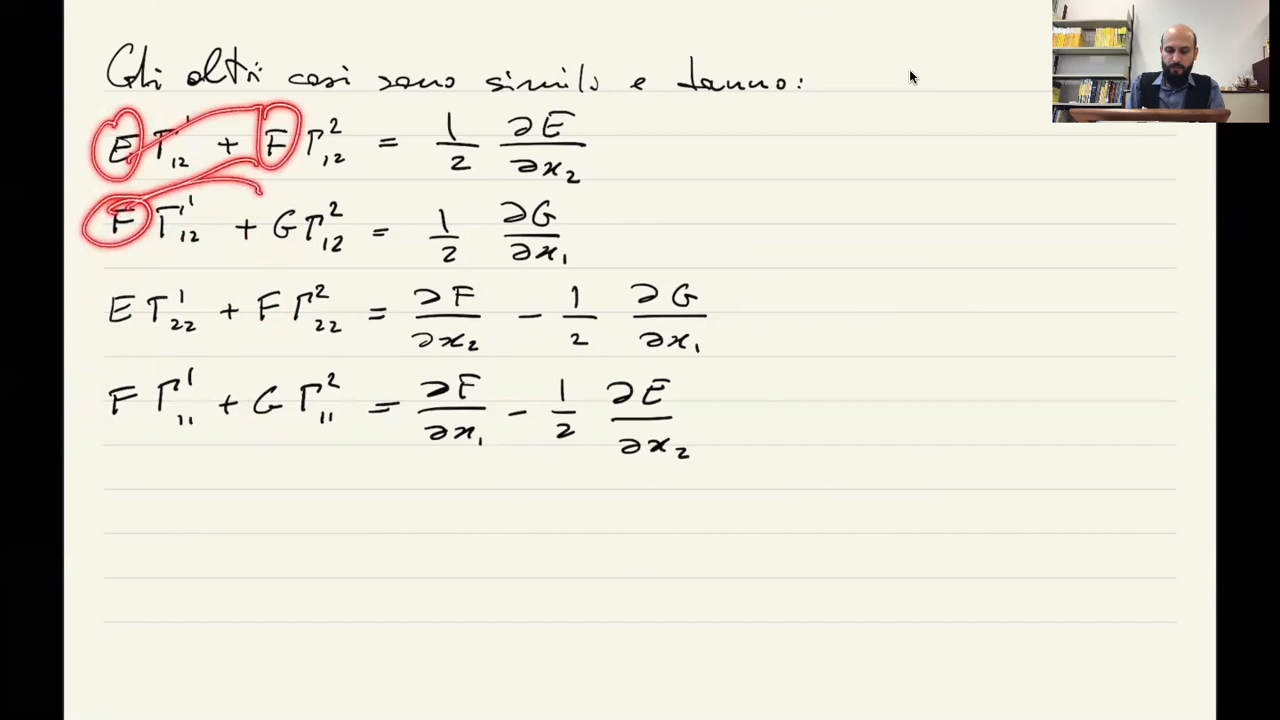 Gli altri casi sono simili e danno:
E Γ¹₁₂ + F Γ²₁₂ = 1/2 ∂E/∂x₂
F Γ¹₁₂ + G Γ²₁₂ = 1/2 ∂G/∂x₁
E Γ¹₂₂ + F Γ²₂₂ = ∂F/∂x₂ - 1/2 ∂G/∂x₁
F Γ¹₁₁ + G Γ²₁₁ = ∂F/∂x₁ - 1/2 ∂E/∂x₂